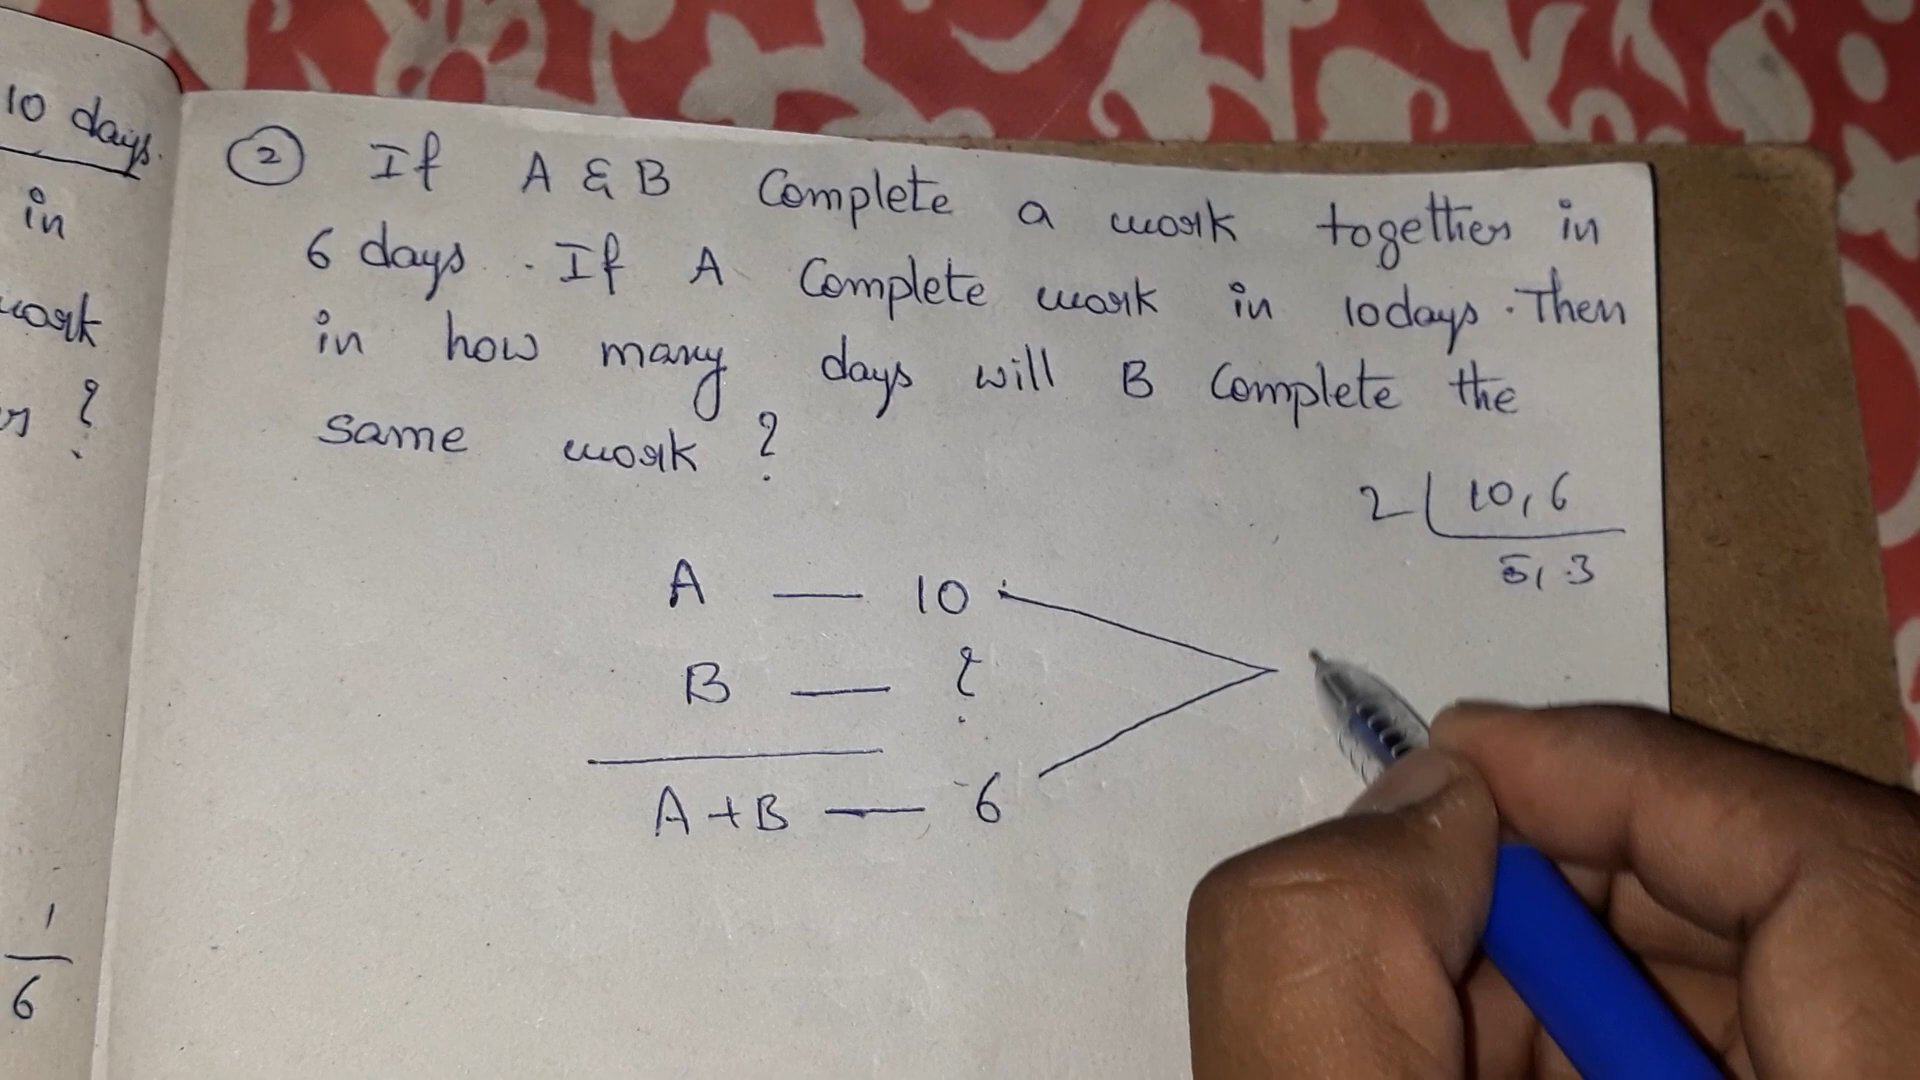 10 days.
in
work
?
1
6
2 If A & B Complete a work together in
6 days. If A Complete work in 10days. Then
in how many days will B Complete the
same work ?
2 10, 6
5, 3
A — 10
B — ?
A + B — 6